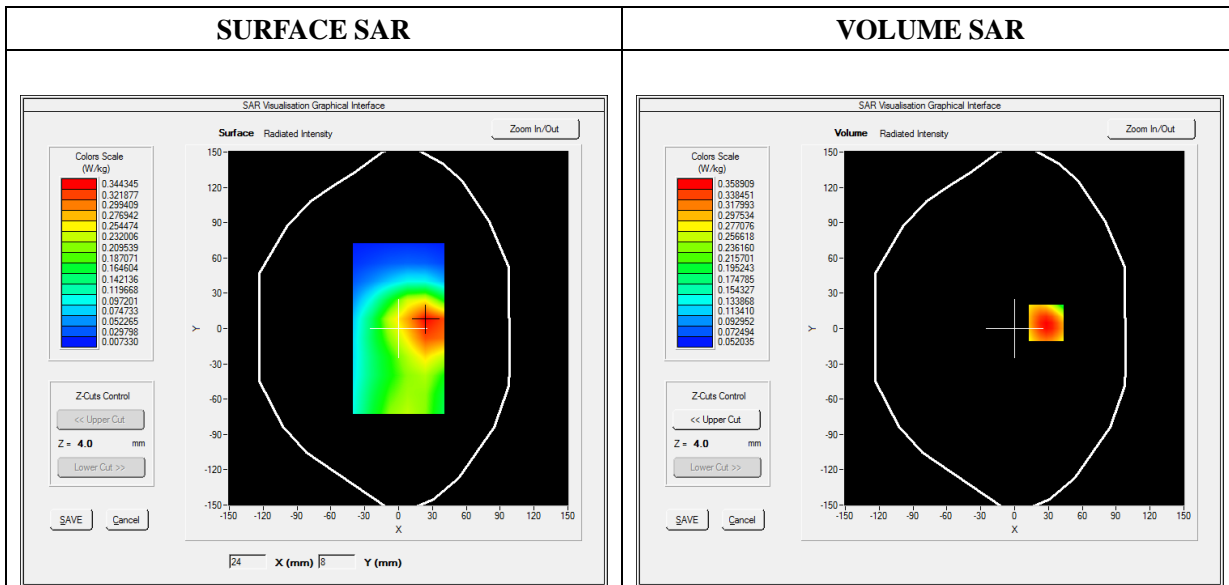 SURFACE SAR
SAR Visualisation Graphical Interface
Surface Radiated Intensity
Zoom In/Out
Colors Scale
(W/kg)
0.344345
0.321877
0.299409
0.276942
0.254474
0.232006
0.209539
0.187071
0.164604
0.142136
0.119668
0.097201
0.074733
0.052265
0.029798
0.007330
Z-Cuts Control
<< Upper Cut
Z = 4.0 mm
Lower Cut >>
SAVE Cancel
150
120
90
60
30
0
-30
-60
-90
-120
-150
Y
-150 -120 -90 -60 -30 0 30 60 90 120 150
X
24 X (mm) 8 Y (mm)
VOLUME SAR
SAR Visualisation Graphical Interface
Volume Radiated Intensity
Zoom In/Out
Colors Scale
(W/kg)
0.358909
0.338451
0.317993
0.297534
0.277076
0.256618
0.236160
0.215701
0.195243
0.174785
0.154327
0.133868
0.113410
0.092952
0.072494
0.052035
Z-Cuts Control
<< Upper Cut
Z = 4.0 mm
Lower Cut >>
SAVE Cancel
150
120
90
60
30
0
-30
-60
-90
-120
-150
Y
-150 -120 -90 -60 -30 0 30 60 90 120 150
X